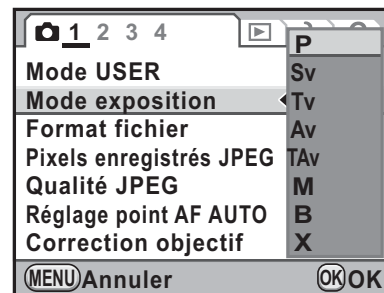 1 2 3 4
Mode USER
Mode exposition
Format fichier
Pixels enregistrés JPEG
Qualité JPEG
Réglage point AF AUTO
Correction objectif
P
Sv
Tv
Av
TAv
M
B
X
MENU Annuler
OK OK